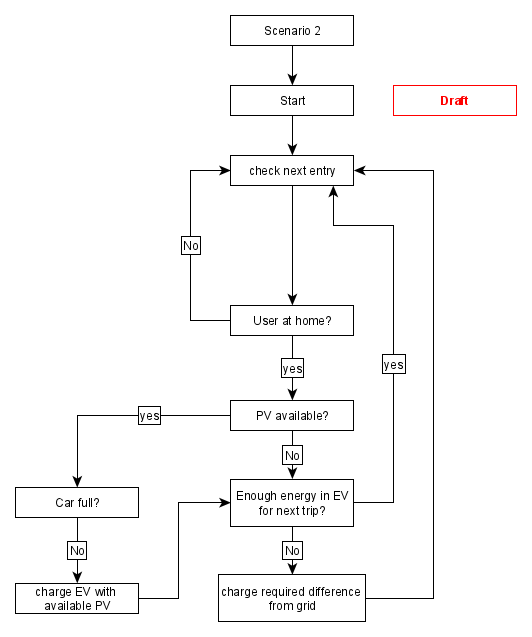 Scenario 2
Start
Draft
check next entry
No
User at home?
yes
yes
PV available?
yes
No
Car full?
Enough energy in EV
for next trip?
No
No
charge EV with
available PV
charge required difference
from grid